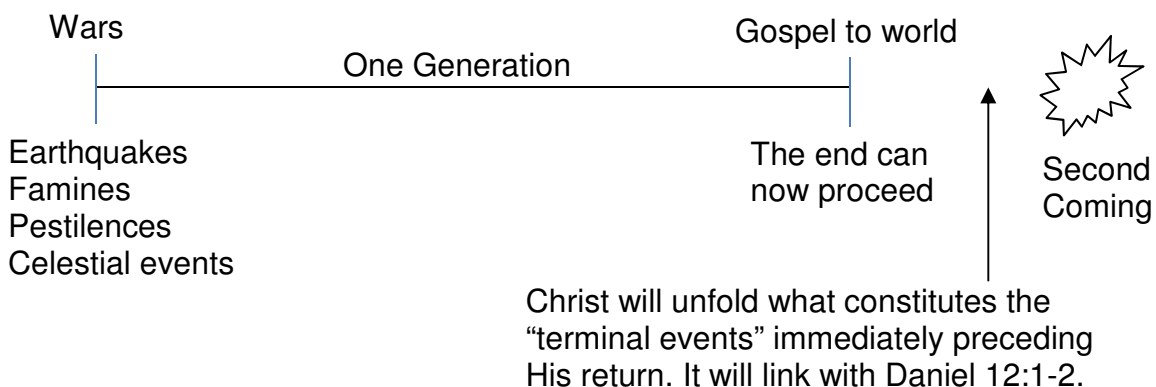 Wars
Gospel to world
One Generation
Earthquakes
Famines
Pestilences
Celestial events
The end can
now proceed
Second
Coming
Christ will unfold what constitutes the
“terminal events” immediately preceding
His return. It will link with Daniel 12:1-2.